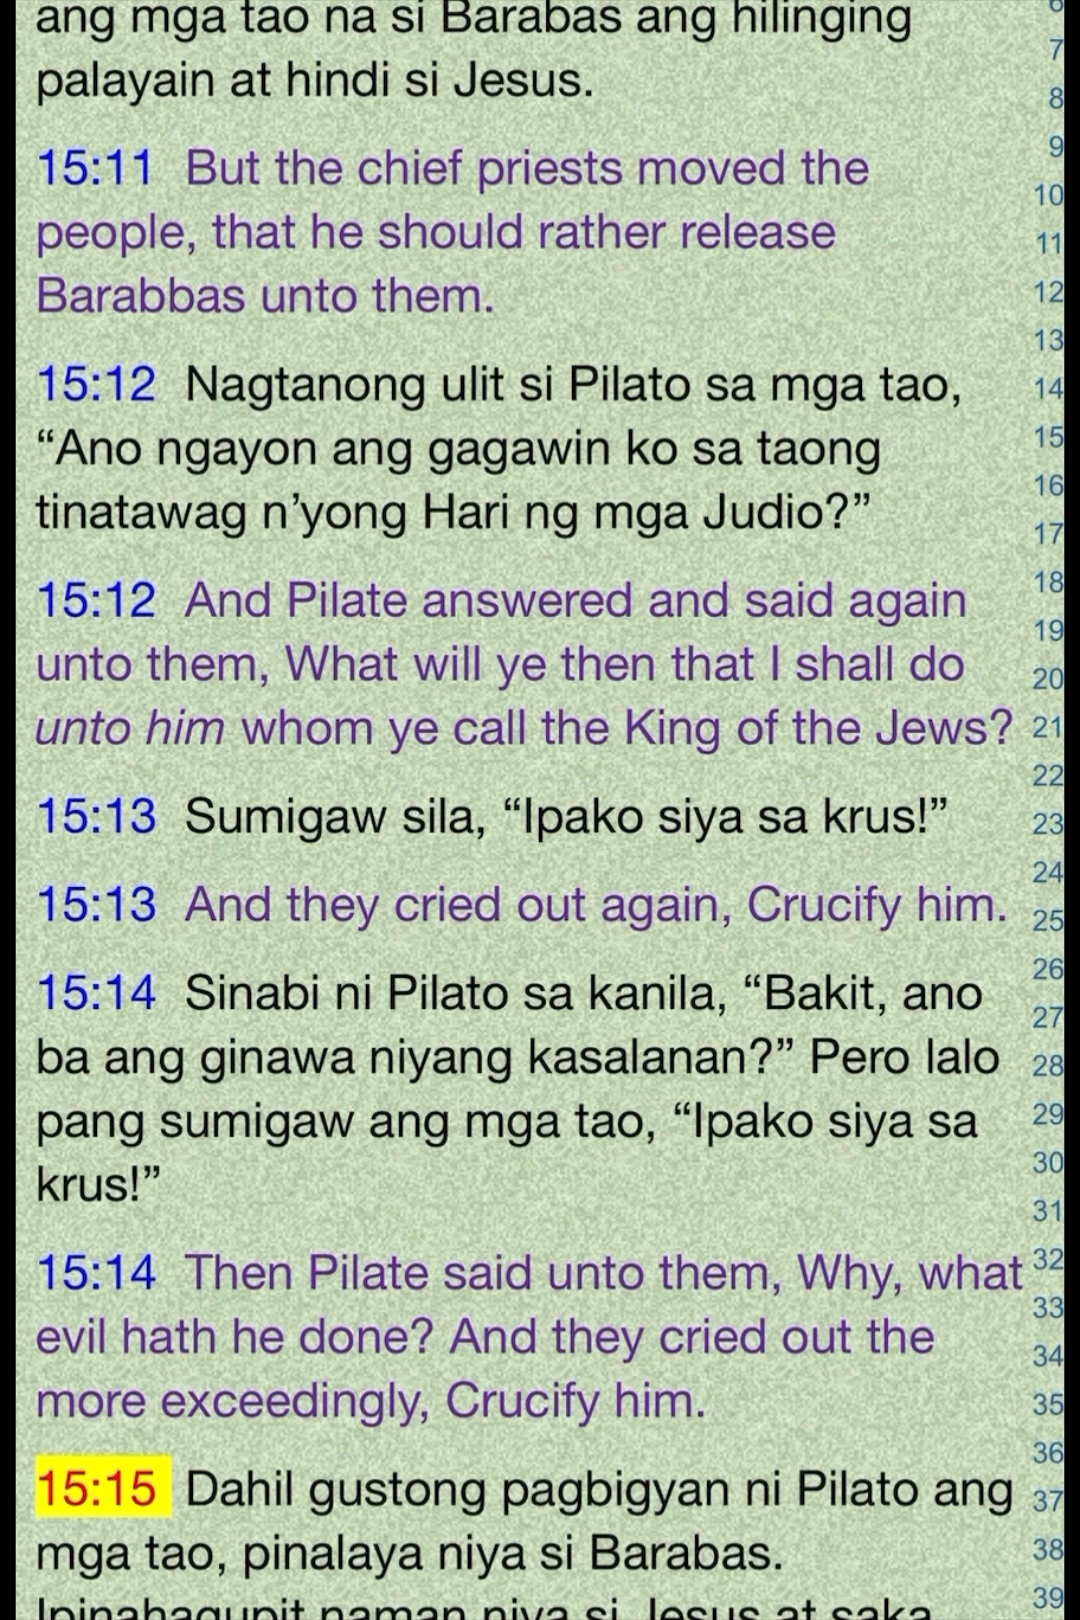 ang mga tao na si Barabas ang hilinging
palayain at hindi si Jesus.
15:11 But the chief priests moved the
people, that he should rather release
Barabbas unto them.
15:12 Nagtanong ulit si Pilato sa mga tao,
“Ano ngayon ang gagawin ko sa taong
tinatawag n’yong Hari ng mga Judio?”
15:12 And Pilate answered and said again
unto them, What will ye then that I shall do
unto him whom ye call the King of the Jews?
15:13 Sumigaw sila, “Ipako siya sa krus!”
15:13 And they cried out again, Crucify him.
15:14 Sinabi ni Pilato sa kanila, “Bakit, ano
ba ang ginawa niyang kasalanan?” Pero lalo
pang sumigaw ang mga tao, “Ipako siya sa
krus!”
15:14 Then Pilate said unto them, Why, what
evil hath he done? And they cried out the
more exceedingly, Crucify him.
15:15 Dahil gustong pagbigyan ni Pilato ang
mga tao, pinalaya niya si Barabas.
Ipinahagupit naman niya si Jesus at saka
6
7
8
9
10
11
12
13
14
15
16
17
18
19
20
21
22
23
24
25
26
27
28
29
30
31
32
33
34
35
36
37
38
39